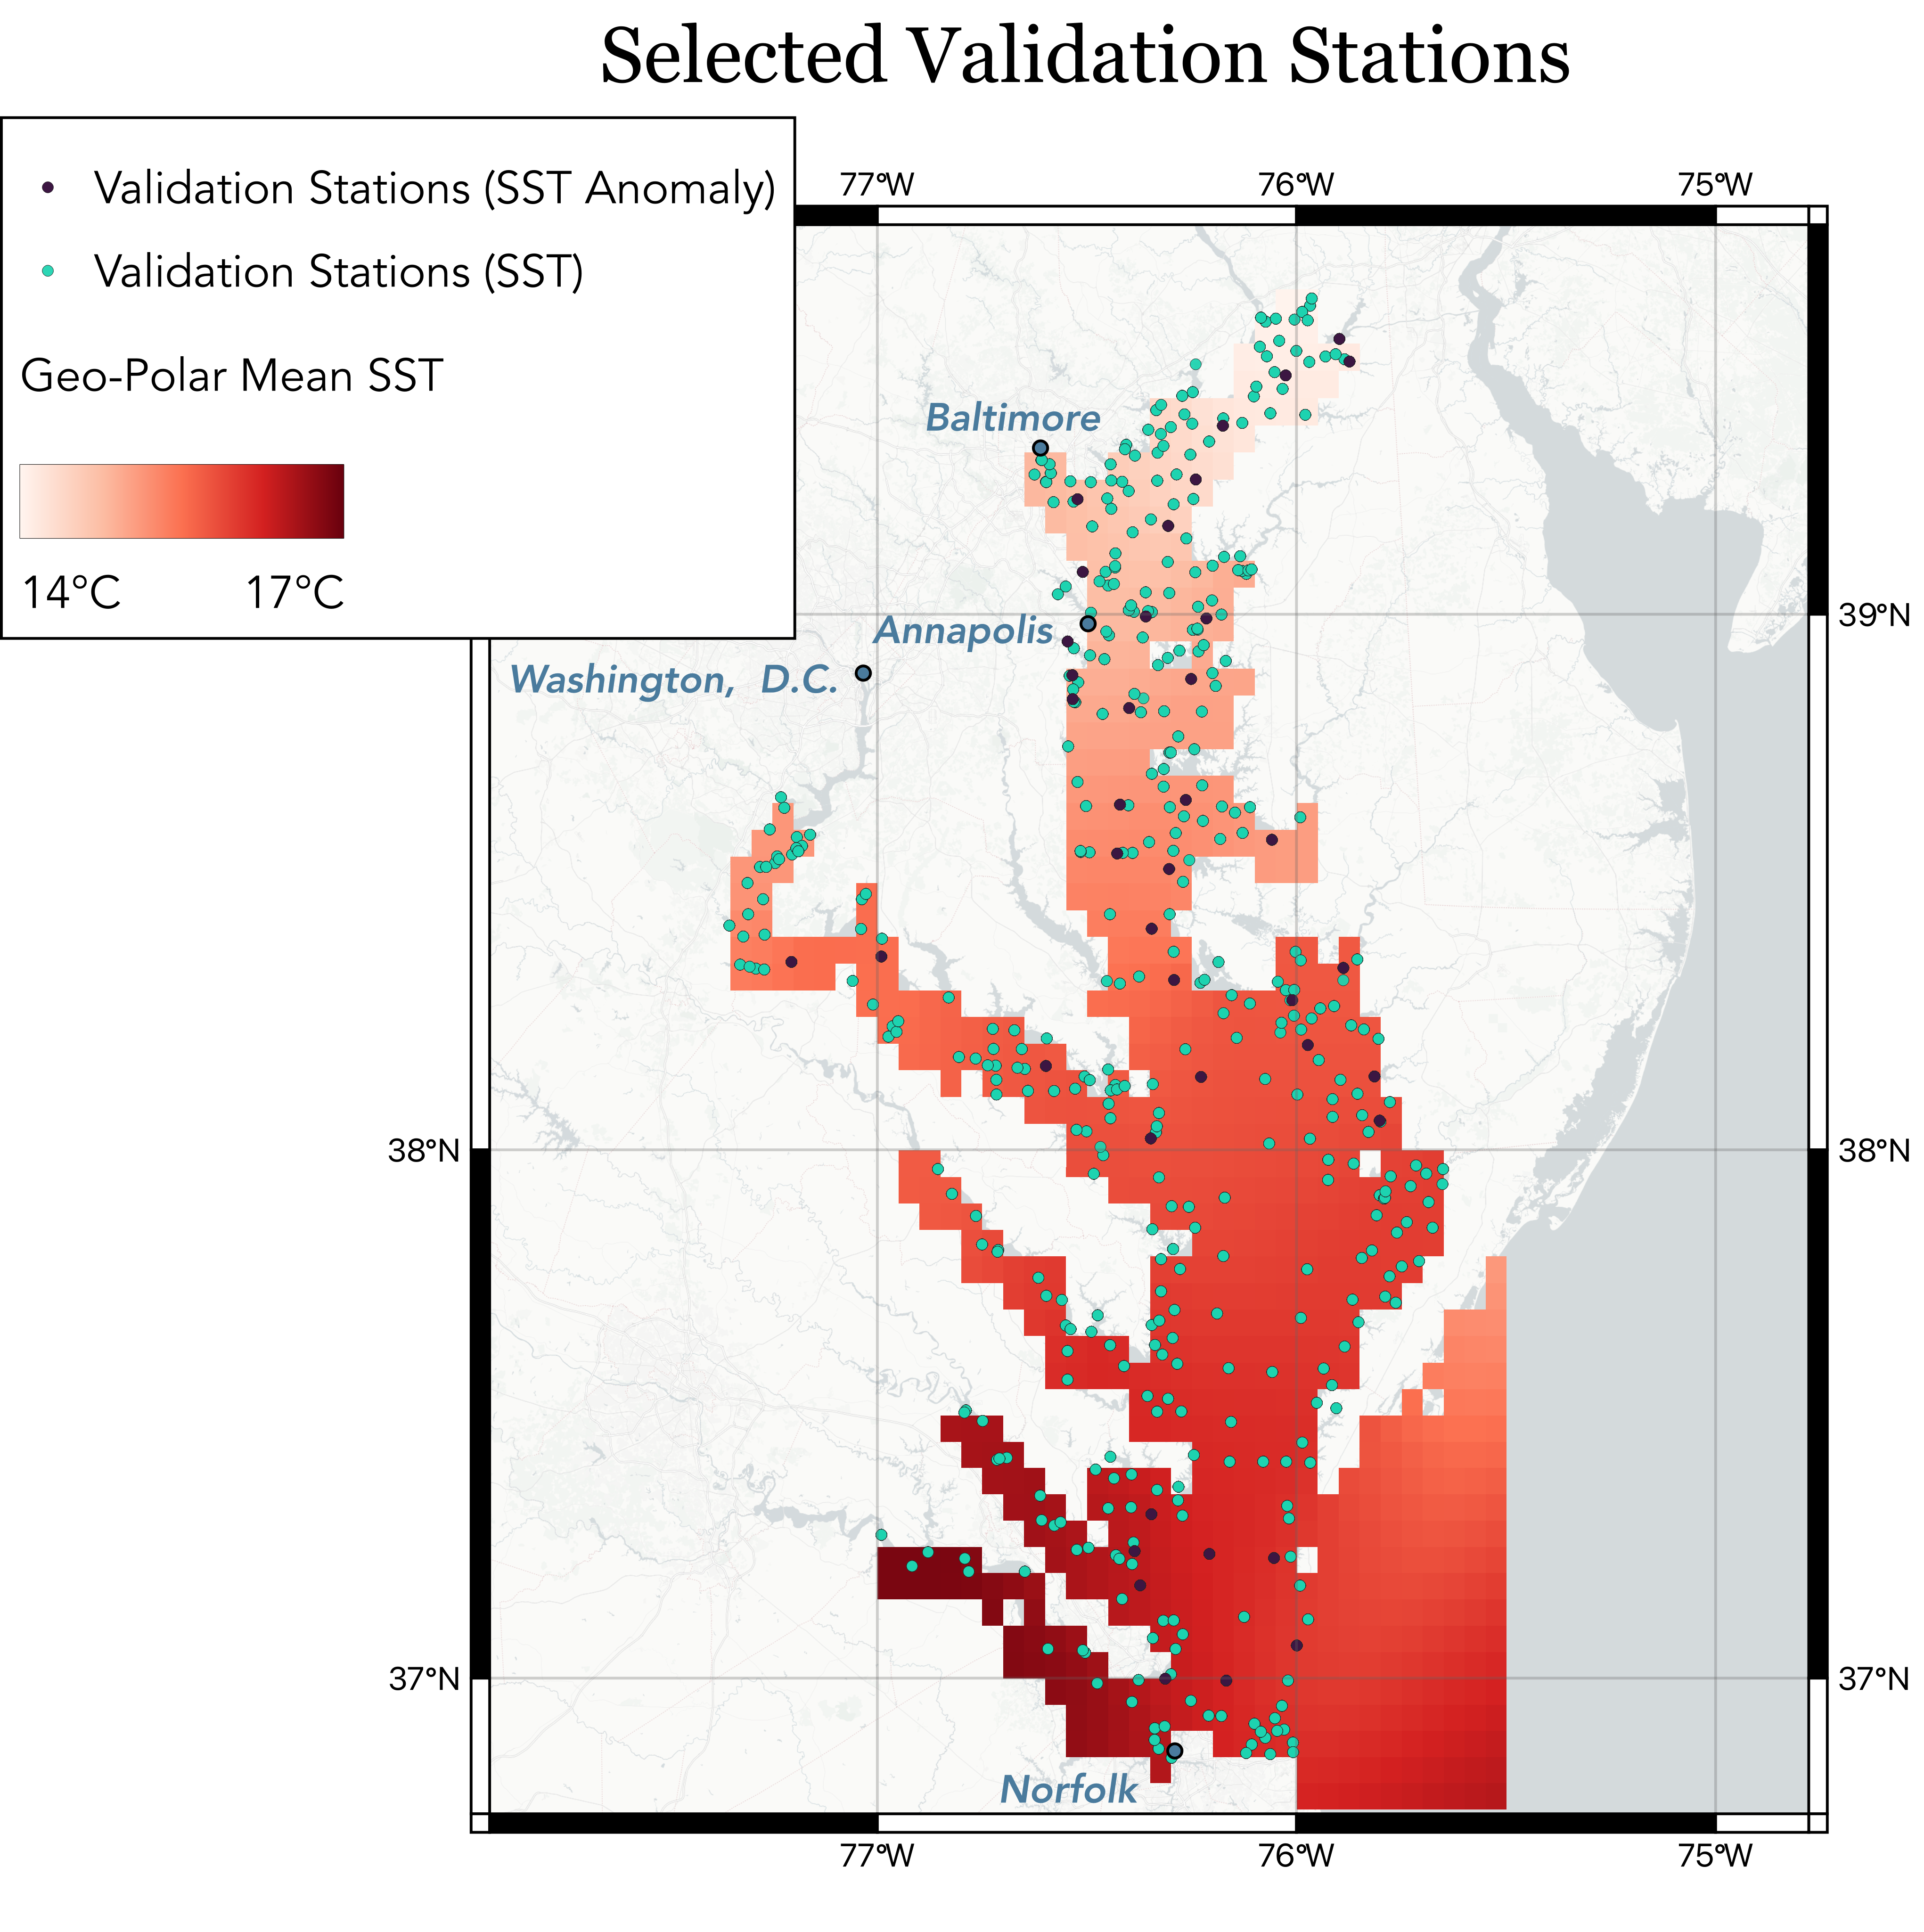 Selected Validation Stations
Validation Stations (SST Anomaly)
Validation Stations (SST)
Geo-Polar Mean SST
14°C 17°C
77°W 76°W 75°W
Baltimore
Annapolis
39°N
Washington, D.C.
38°N 38°N
37°N 37°N
Norfolk
77°W 76°W 75°W